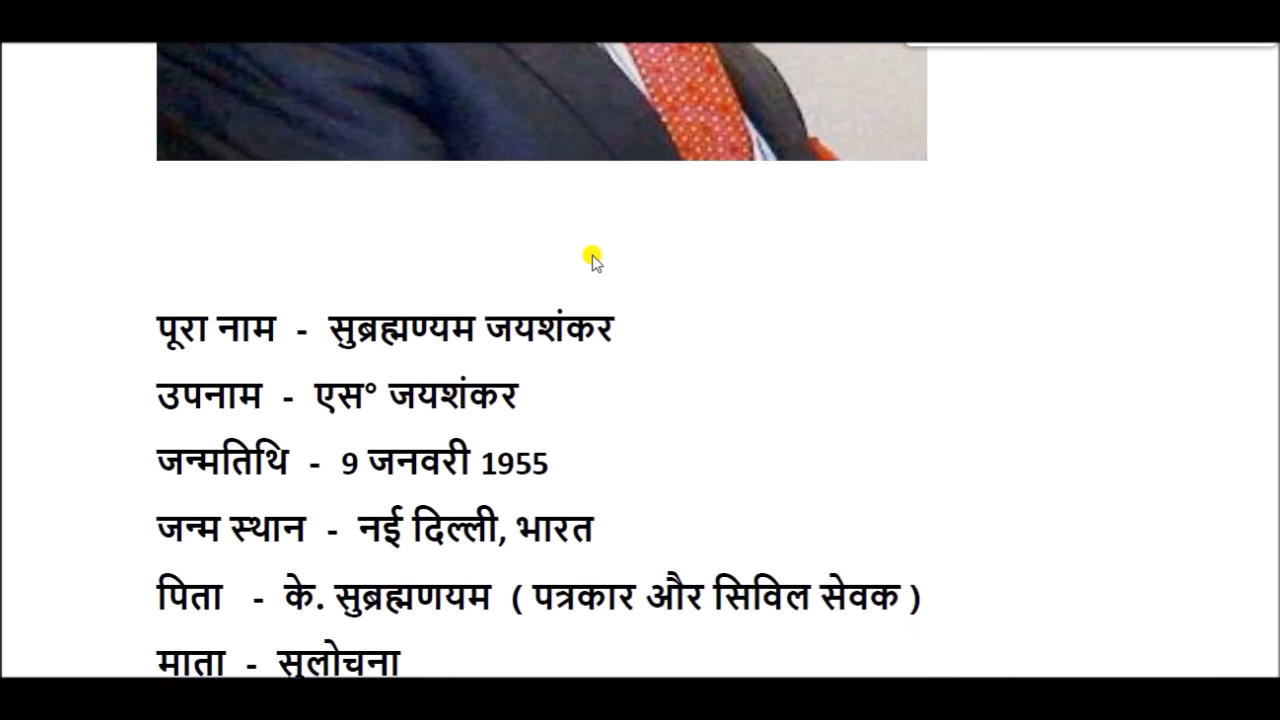 पूरा नाम - सुब्रह्मण्यम जयशंकर
उपनाम - एस° जयशंकर
जन्मतिथि - 9 जनवरी 1955
जन्म स्थान - नई दिल्ली, भारत
पिता - के. सुब्रह्मणयम ( पत्रकार और सिविल सेवक )
माता - सुलोचना